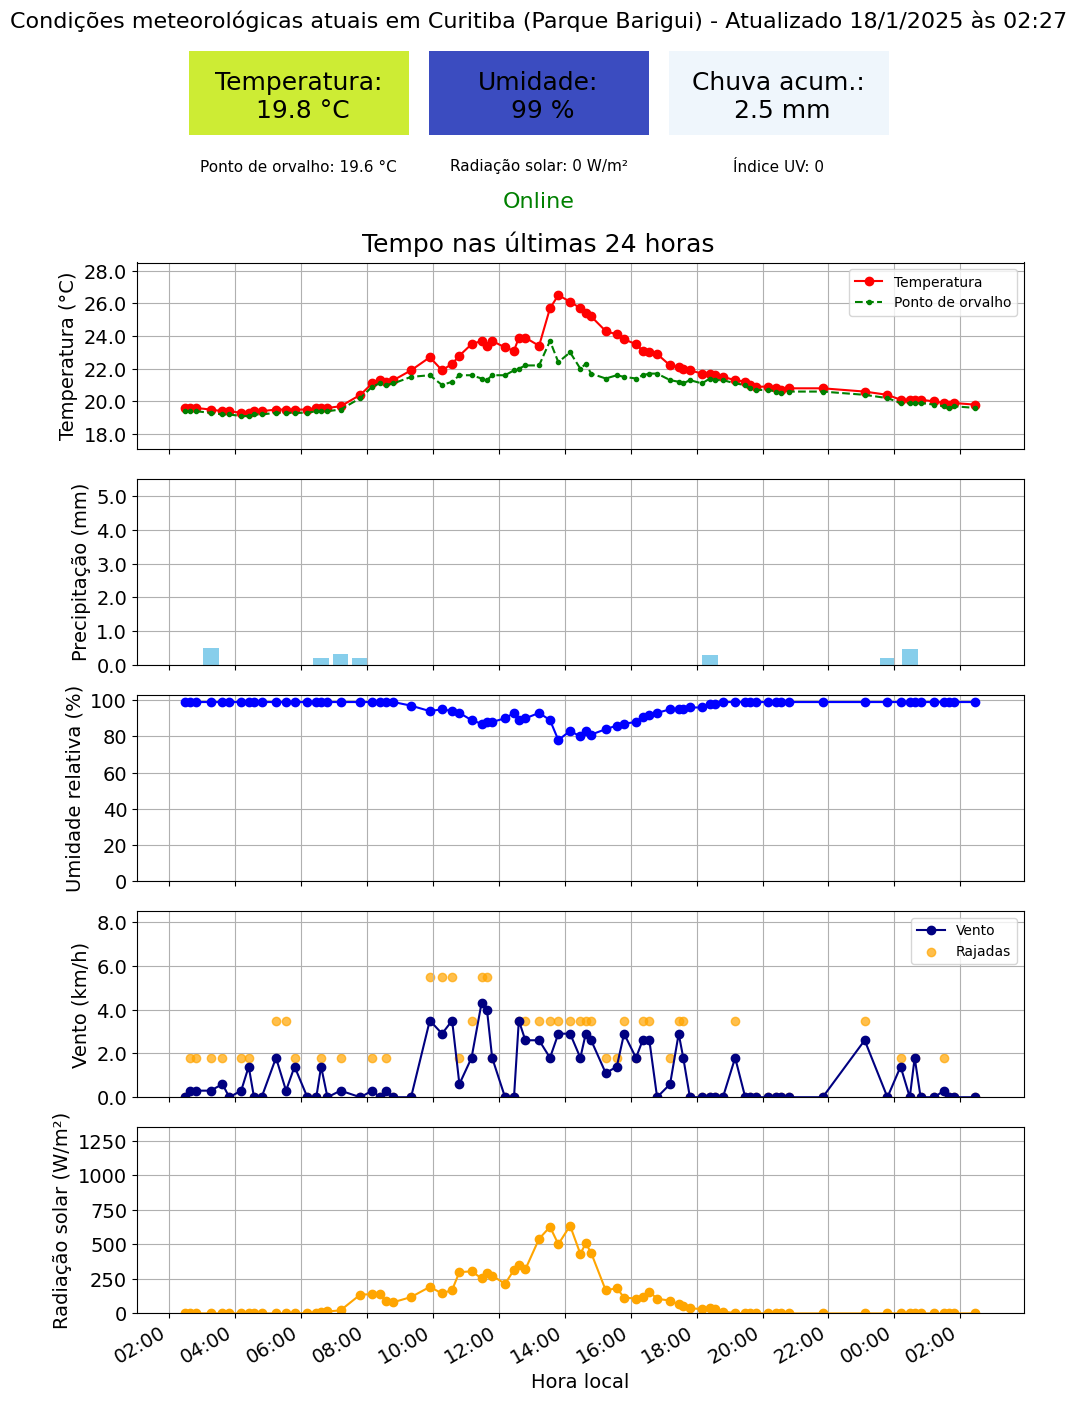 Condições meteorológicas atuais em Curitiba (Parque Barigui) - Atualizado 18/1/2025 às 02:27
Temperatura:
19.8 °C
Umidade:
99 %
Chuva acum.:
2.5 mm
Ponto de orvalho: 19.6 °C
Radiação solar: 0 W/m²
Índice UV: 0
Online
Tempo nas últimas 24 horas
Temperatura (°C)
28.0
26.0
24.0
22.0
20.0
18.0
Temperatura
Ponto de orvalho
Precipitação (mm)
5.0
4.0
3.0
2.0
1.0
0.0
Umidade relativa (%)
100
80
60
40
20
0
Vento (km/h)
8.0
6.0
4.0
2.0
0.0
Vento
Rajadas
Radiação solar (W/m²)
1250
1000
750
500
250
0
02:00
04:00
06:00
08:00
10:00
12:00
14:00
16:00
18:00
20:00
22:00
00:00
02:00
Hora local